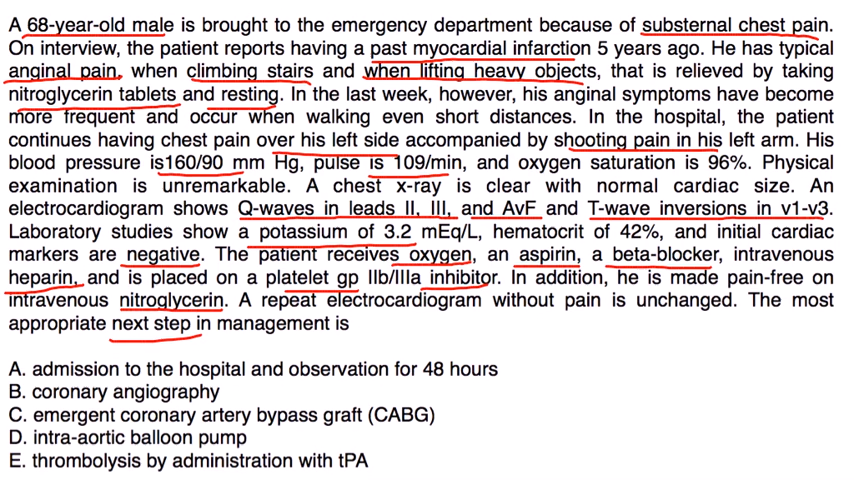 A 68-year-old male is brought to the emergency department because of substernal chest pain.
On interview, the patient reports having a past myocardial infarction 5 years ago. He has typical
anginal pain, when climbing stairs and when lifting heavy objects, that is relieved by taking
nitroglycerin tablets and resting. In the last week, however, his anginal symptoms have become
more frequent and occur when walking even short distances. In the hospital, the patient
continues having chest pain over his left side accompanied by shooting pain in his left arm. His
blood pressure is160/90 mm Hg, pulse is 109/min, and oxygen saturation is 96%. Physical
examination is unremarkable. A chest x-ray is clear with normal cardiac size. An
electrocardiogram shows Q-waves in leads II, III, and AvF and T-wave inversions in v1-v3.
Laboratory studies show a potassium of 3.2 mEq/L, hematocrit of 42%, and initial cardiac
markers are negative. The patient receives oxygen, an aspirin, a beta-blocker, intravenous
heparin, and is placed on a platelet gp IIb/IIIa inhibitor. In addition, he is made pain-free on
intravenous nitroglycerin. A repeat electrocardiogram without pain is unchanged. The most
appropriate next step in management is
A. admission to the hospital and observation for 48 hours
B. coronary angiography
C. emergent coronary artery bypass graft (CABG)
D. intra-aortic balloon pump
E. thrombolysis by administration with tPA